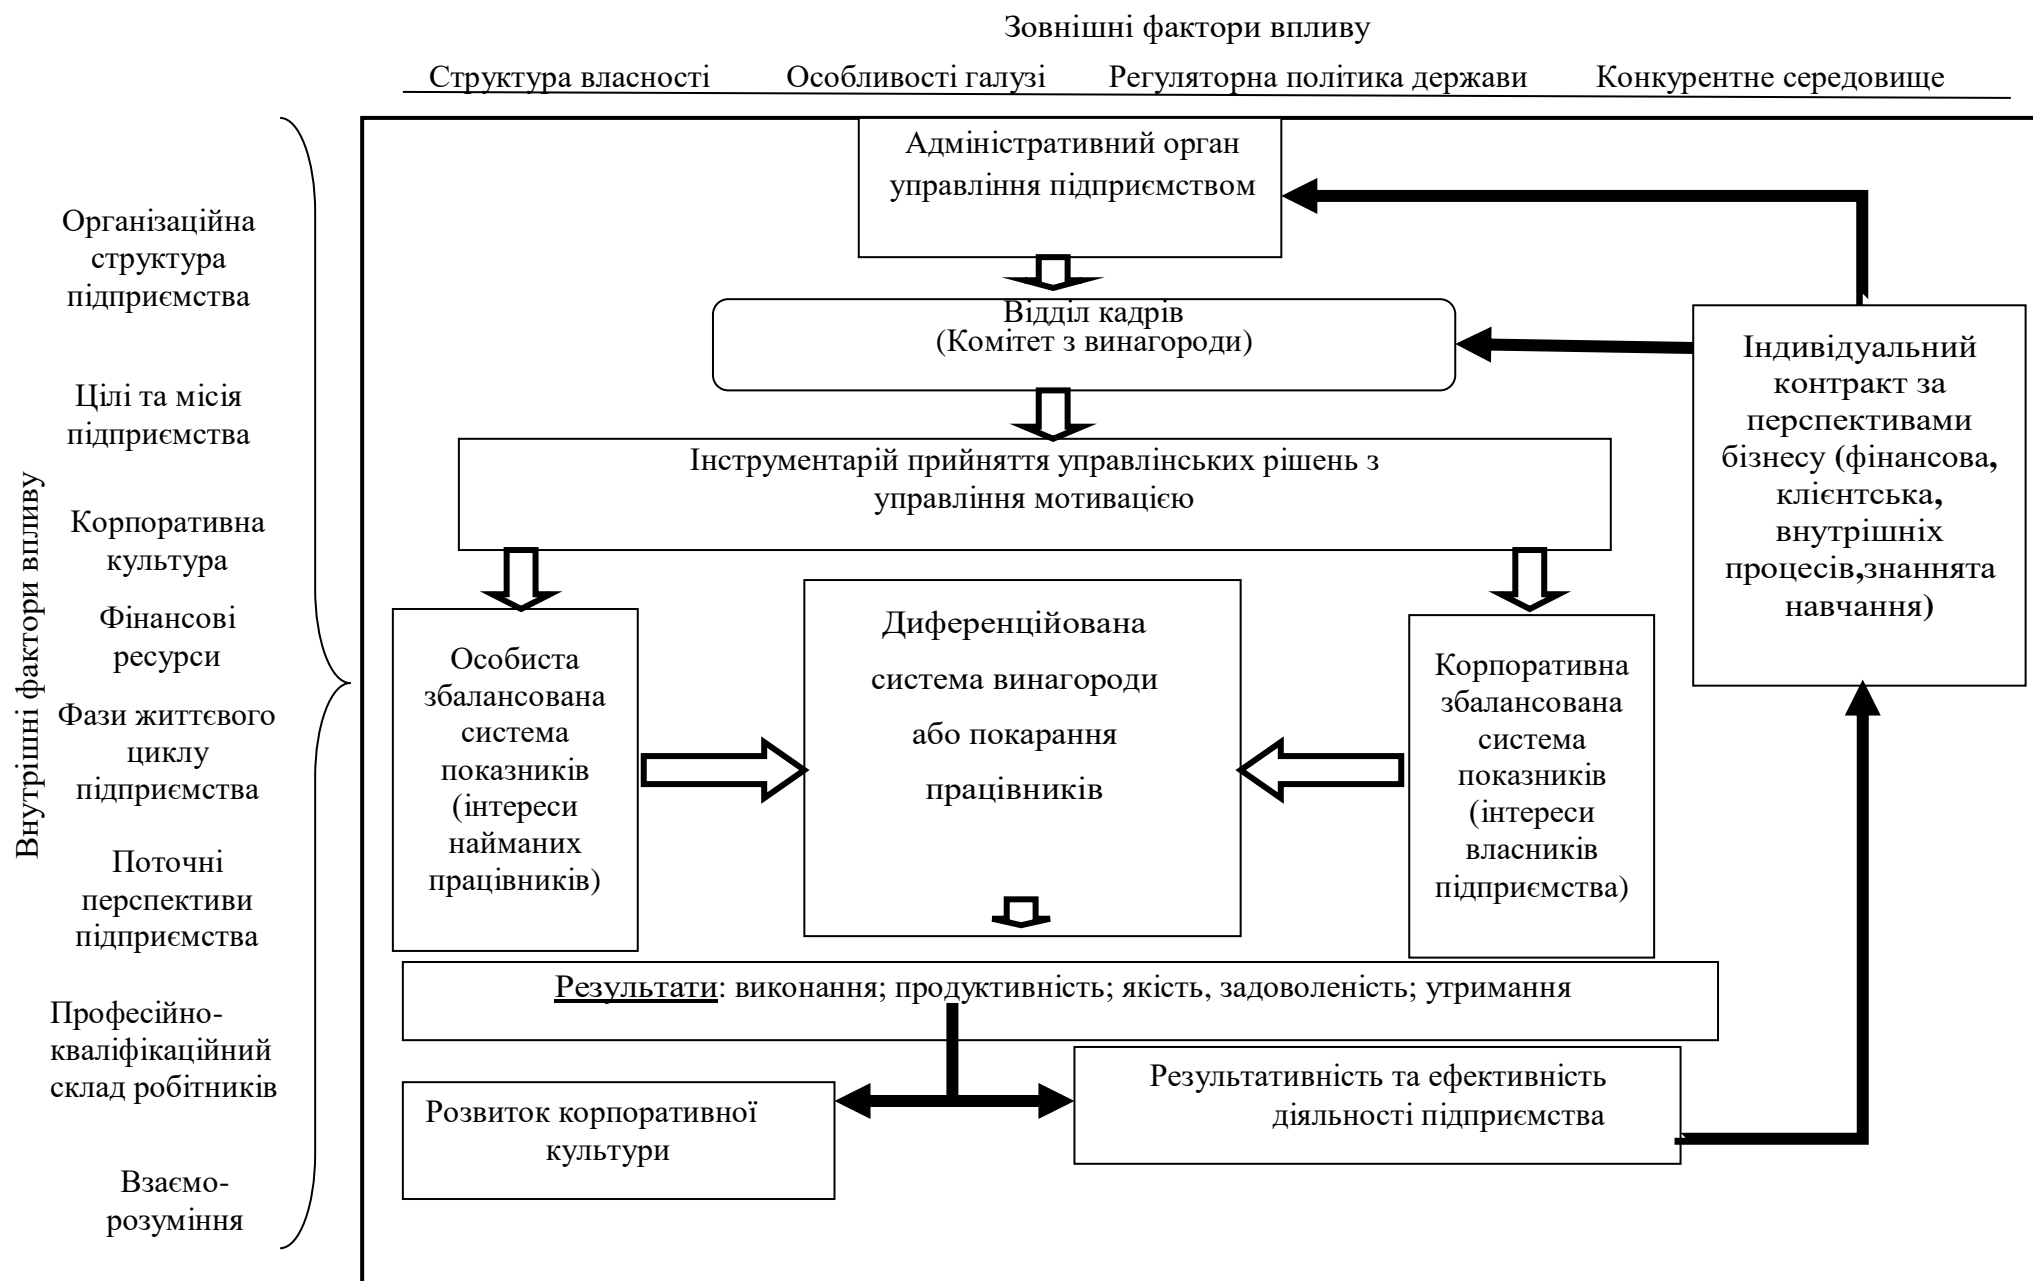 Зовнішні фактори впливу
Структура власності Особливості галузі Регуляторна політика держави Конкурентне середовище
Внутрішні фактори впливу
Організаційна
структура
підприємства
Цілі та місія
підприємства
Корпоративна
культура
Фінансові
ресурси
Фази життєвого
циклу
підприємства
Поточні
перспективи
підприємства
Професійно-
кваліфікаційний
склад робітників
Взаємо-
розуміння
Адміністративний орган
управління підприємством
Відділ кадрів
(Комітет з винагороди)
Інструментарій прийняття управлінських рішень з
управління мотивацією
Особиста
збалансована
система
показників
(інтереси
найманих
працівників)
Диференційована
система винагороди
або покарання
працівників
Корпоративна
збалансована
система
показників
(інтереси
власників
підприємства)
Індивідуальний
контракт за
перспективами
бізнесу (фінансова,
клієнтська,
внутрішніх
процесів,знаннята
навчання)
Результати: виконання; продуктивність; якість, задоволеність; утримання
Розвиток корпоративної
культури
Результативність та ефективність
діяльності підприємства